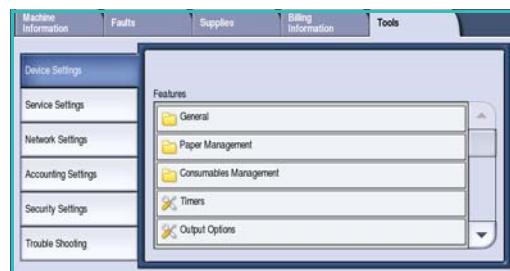 Machine Information
Faults
Supplies
Billing Information
Tools
Device Settings
Service Settings
Network Settings
Accounting Settings
Security Settings
Trouble Shooting
Features
General
Paper Management
Consumables Management
Timers
Output Options